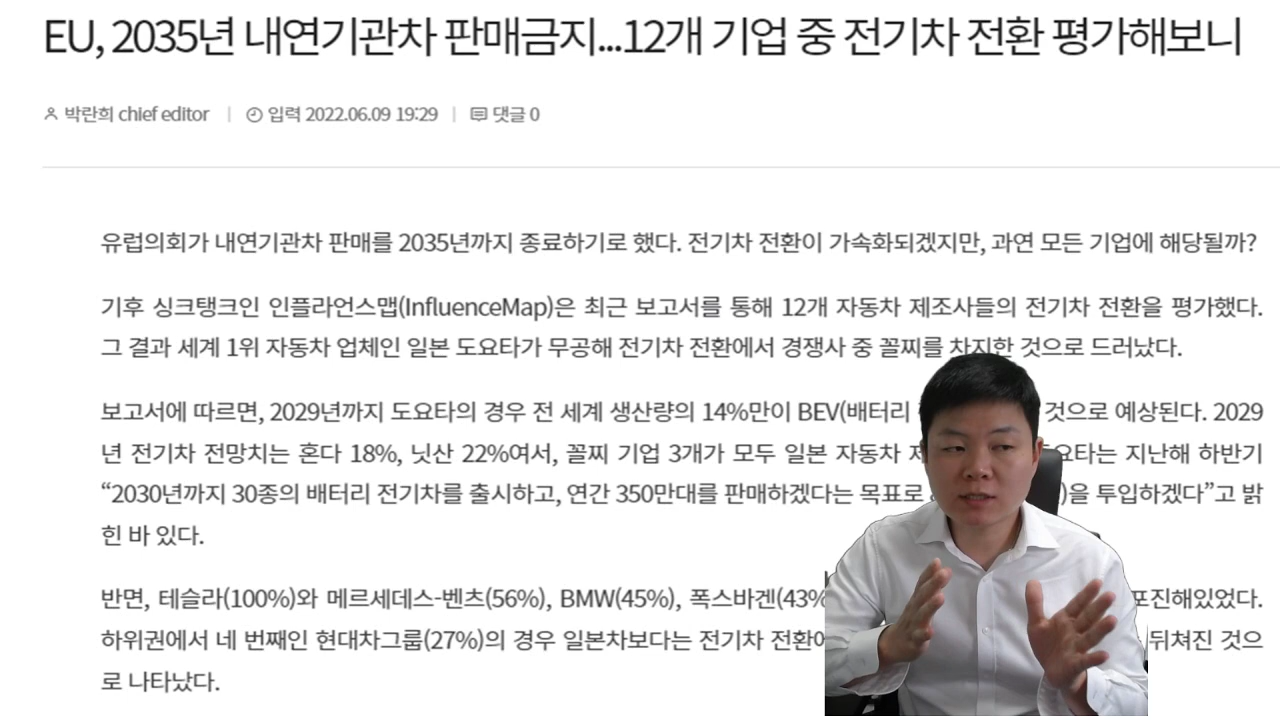 EU, 2035년 내연기관차 판매금지...12개 기업 중 전기차 전환 평가해보니
박란희 chief editor | 입력 2022.06.09 19:29 | 댓글 0
유럽의회가 내연기관차 판매를 2035년까지 종료하기로 했다. 전기차 전환이 가속화되겠지만, 과연 모든 기업에 해당될까?
기후 싱크탱크인 인플라언스맵(InfluenceMap)은 최근 보고서를 통해 12개 자동차 제조사들의 전기차 전환을 평가했다.
그 결과 세계 1위 자동차 업체인 일본 도요타가 무공해 전기차 전환에서 경쟁사 중 꼴찌를 차지한 것으로 드러났다.
보고서에 따르면, 2029년까지 도요타의 경우 전 세계 생산량의 14%만이 BEV(배터리 것으로 예상된다. 2029
년 전기차 전망치는 혼다 18%, 닛산 22%여서, 꼴찌 기업 3개가 모두 일본 자동차 요타는 지난해 하반기
“2030년까지 30종의 배터리 전기차를 출시하고, 연간 350만대를 판매하겠다는 목표로 )을 투입하겠다”고 밝
힌 바 있다.
반면, 테슬라(100%)와 메르세데스-벤츠(56%), BMW(45%), 폭스바겐(43% 포진해있었다.
하위권에서 네 번째인 현대차그룹(27%)의 경우 일본차보다는 전기차 뒤쳐진 것으
로 나타났다.